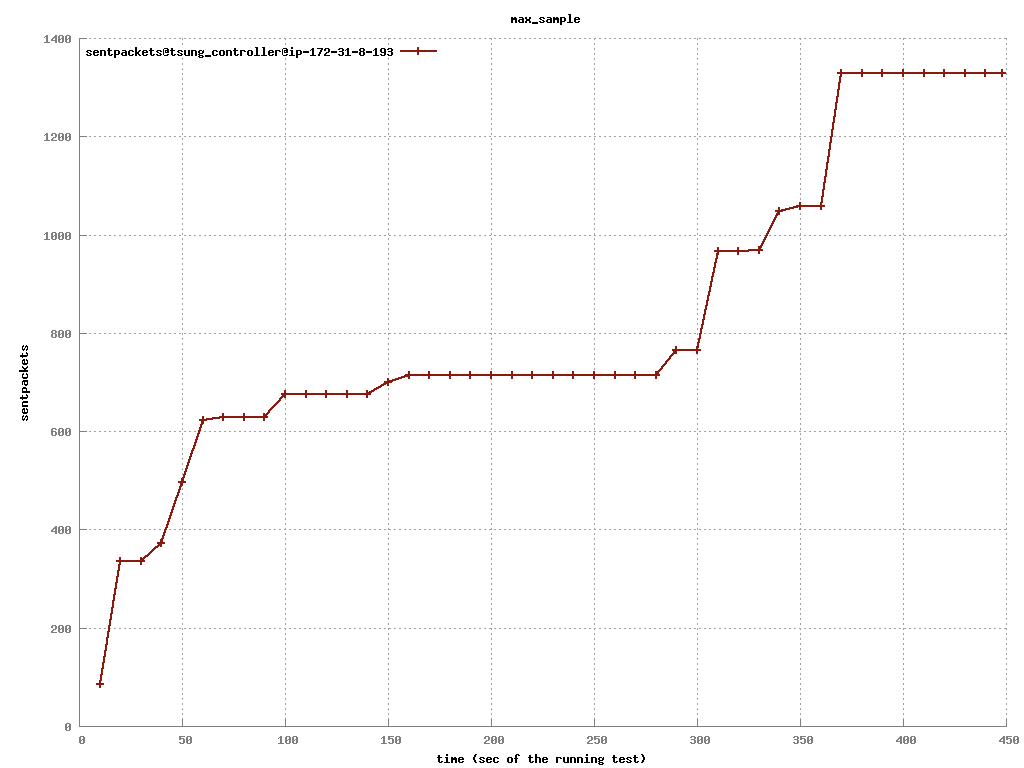 max_sample
sentpackets@tsung_controller@ip-172-31-8-193
1400
1200
1000
800
600
400
200
0
sentpackets
0 50 100 150 200 250 300 350 400 450
time (sec of the running test)